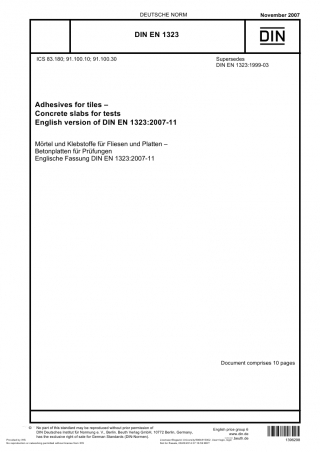 DEUTSCHE NORM
November 2007
DIN EN 1323
DIN
ICS 83.180; 91.100.10; 91.100.30
Supersedes
DIN EN 1323:1999-03
Adhesives for tiles –
Concrete slabs for tests
English version of DIN EN 1323:2007-11
Mörtel und Klebstoffe für Fliesen und Platten –
Betonplatten für Prüfungen
Englische Fassung DIN EN 1323:2007-11
Document comprises 10 pages
© No part of this standard may be reproduced without prior permission of
DIN Deutsches Institut für Normung e. V., Berlin. Beuth Verlag GmbH, 10772 Berlin, Germany,
has the exclusive right of sale for German Standards (DIN-Normen).
English price group 8
www.din.de
www.beuth.de